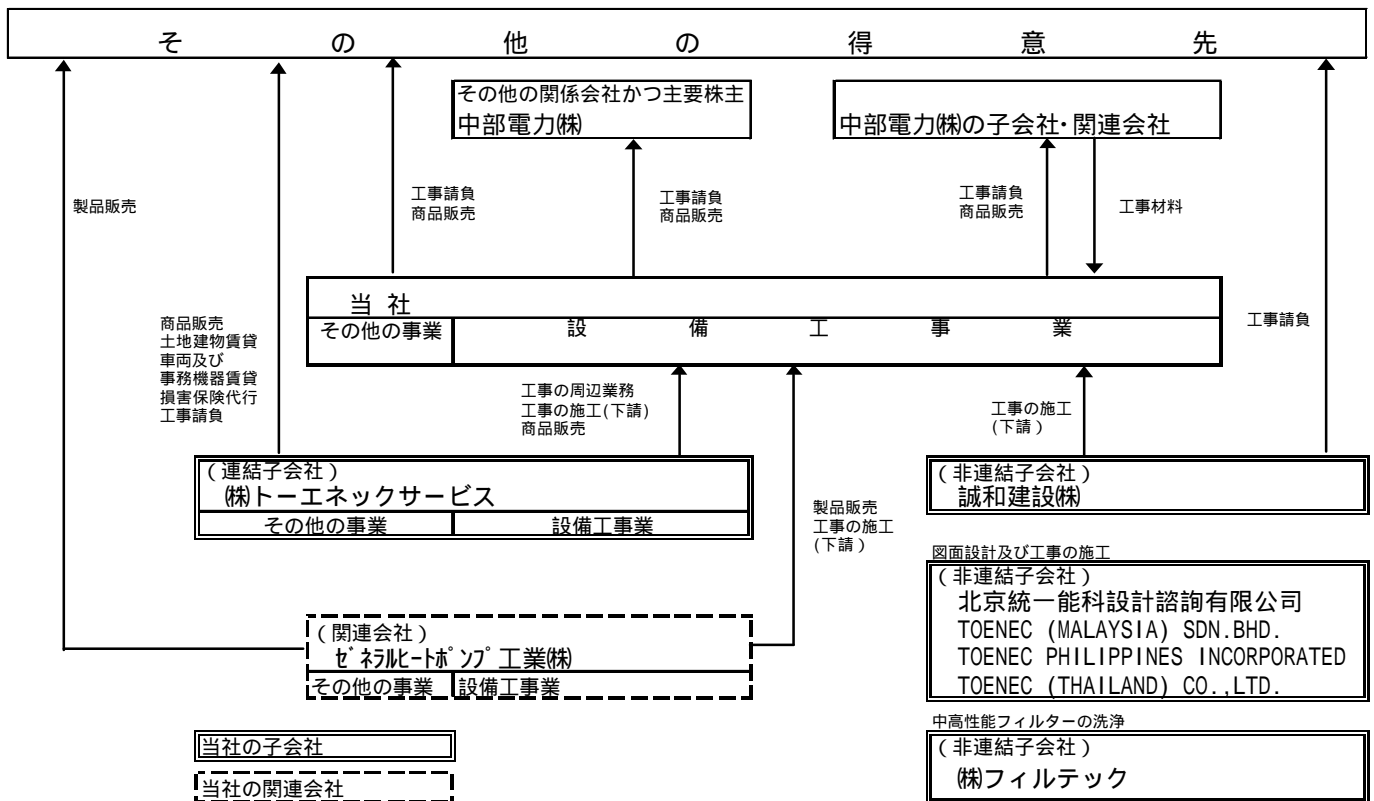 その他の得意先
その他の関係会社かつ主要株主
中部電力㈱
中部電力㈱の子会社・関連会社
製品販売
工事請負
商品販売
工事請負
商品販売
工事請負
商品販売
工事材料
当社
その他の事業
設備工事業
商品販売
土地建物賃貸
車両及び
事務機器賃貸
損害保険代行
工事請負
工事の周辺業務
工事の施工(下請)
商品販売
工事の施工
(下請)
工事請負
(連結子会社)
㈱トーエネックサービス
その他の事業
設備工事業
製品販売
工事の施工
(下請)
(非連結子会社)
誠和建設㈱
図面設計及び工事の施工
(非連結子会社)
北京統一能科設計諮詢有限公司
TOENEC (MALAYSIA) SDN.BHD.
TOENEC PHILIPPINES INCORPORATED
TOENEC (THAILAND) CO.,LTD.
(関連会社)
ｾﾞﾈﾗﾙﾋｰﾄﾎﾟﾝﾌﾟ工業㈱
その他の事業
設備工事業
中高性能フィルターの洗浄
(非連結子会社)
㈱フィルテック
当社の子会社
当社の関連会社